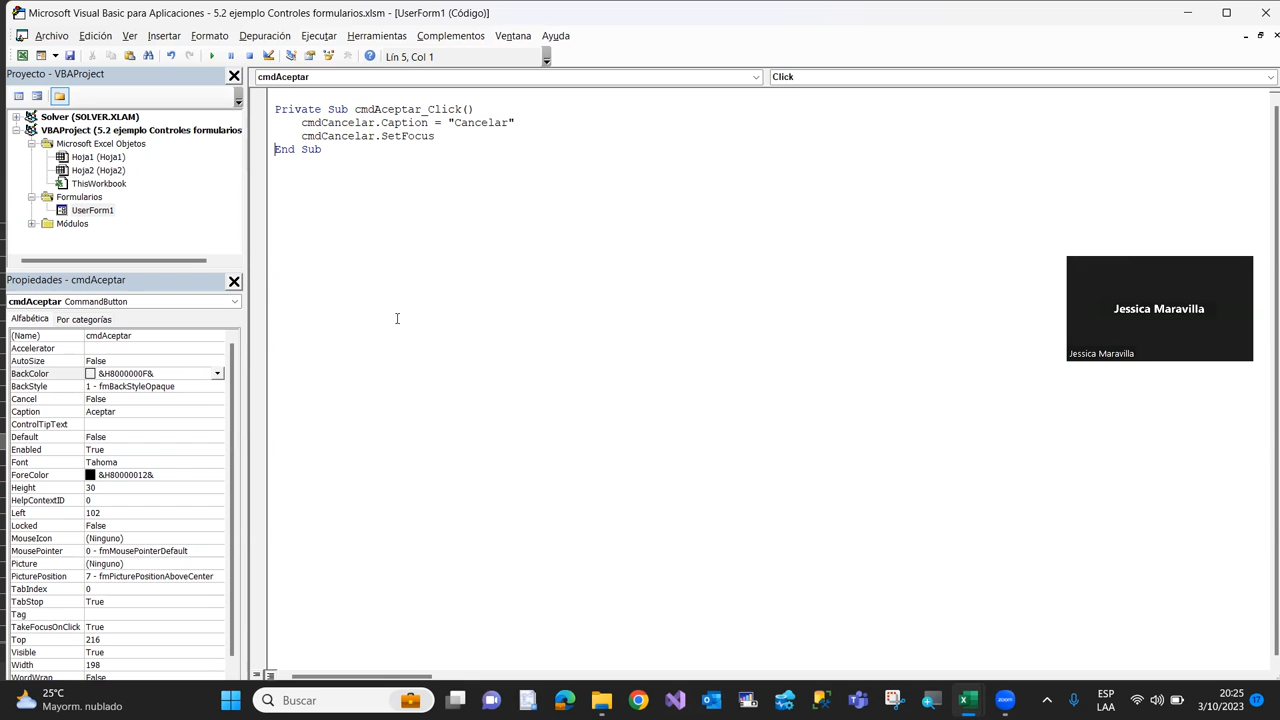 Microsoft Visual Basic para Aplicaciones - 5.2 ejemplo Controles formularios.xlsm - [UserForm1 (Código)]
Archivo Edición Ver Insertar Formato Depuración Ejecutar Herramientas Complementos Ventana Ayuda
Lín 5, Col 1
Proyecto - VBAProject
cmdAceptar
Click
Solver (SOLVER.XLAM)
VBAProject (5.2 ejemplo Controles formularios
Microsoft Excel Objetos
Hoja1 (Hoja1)
Hoja2 (Hoja2)
ThisWorkbook
Formularios
UserForm1
Módulos
Private Sub cmdAceptar_Click()
cmdCancelar.Caption = "Cancelar"
cmdCancelar.SetFocus
End Sub
Jessica Maravilla
Jessica Maravilla
Propiedades - cmdAceptar
cmdAceptar CommandButton
Alfabética Por categorías
(Name) cmdAceptar
Accelerator
AutoSize False
BackColor &H8000000F&
BackStyle 1 - fmBackStyleOpaque
Cancel False
Caption Aceptar
ControlTipText
Default False
Enabled True
Font Tahoma
ForeColor &H80000012&
Height 30
HelpContextID 0
Left 102
Locked False
MouseIcon (Ninguno)
MousePointer 0 - fmMousePointerDefault
Picture (Ninguno)
PicturePosition 7 - fmPicturePositionAboveCenter
TabIndex 0
TabStop True
Tag
TakeFocusOnClick True
Top 216
Visible True
Width 198
WordWrap False
25°C
Mayorm. nublado
Buscar
ESP
LAA
20:25
3/10/2023